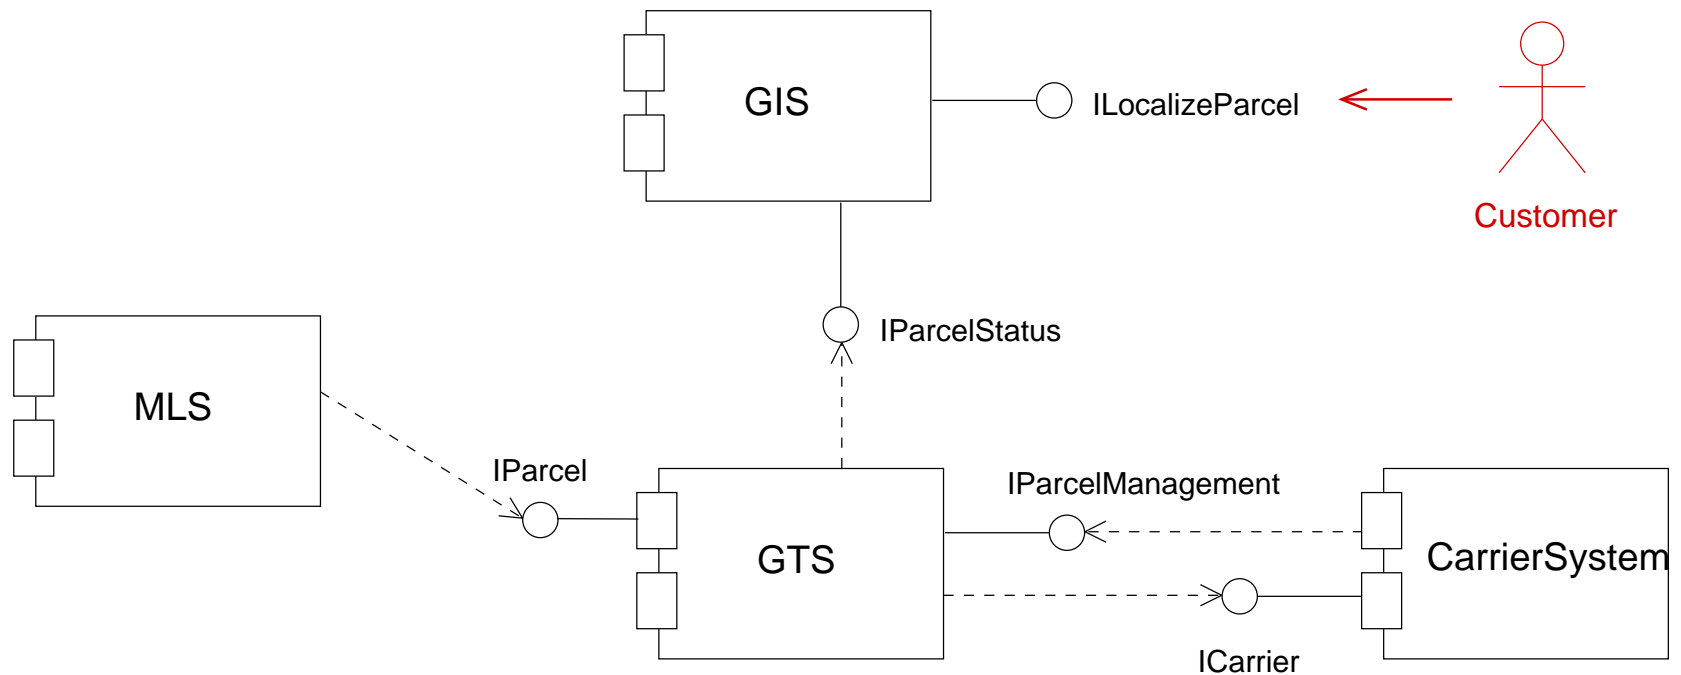 GIS
ILocalizeParcel
Customer
IParcelStatus
MLS
IParcel
IParcelManagement
GTS
CarrierSystem
ICarrier